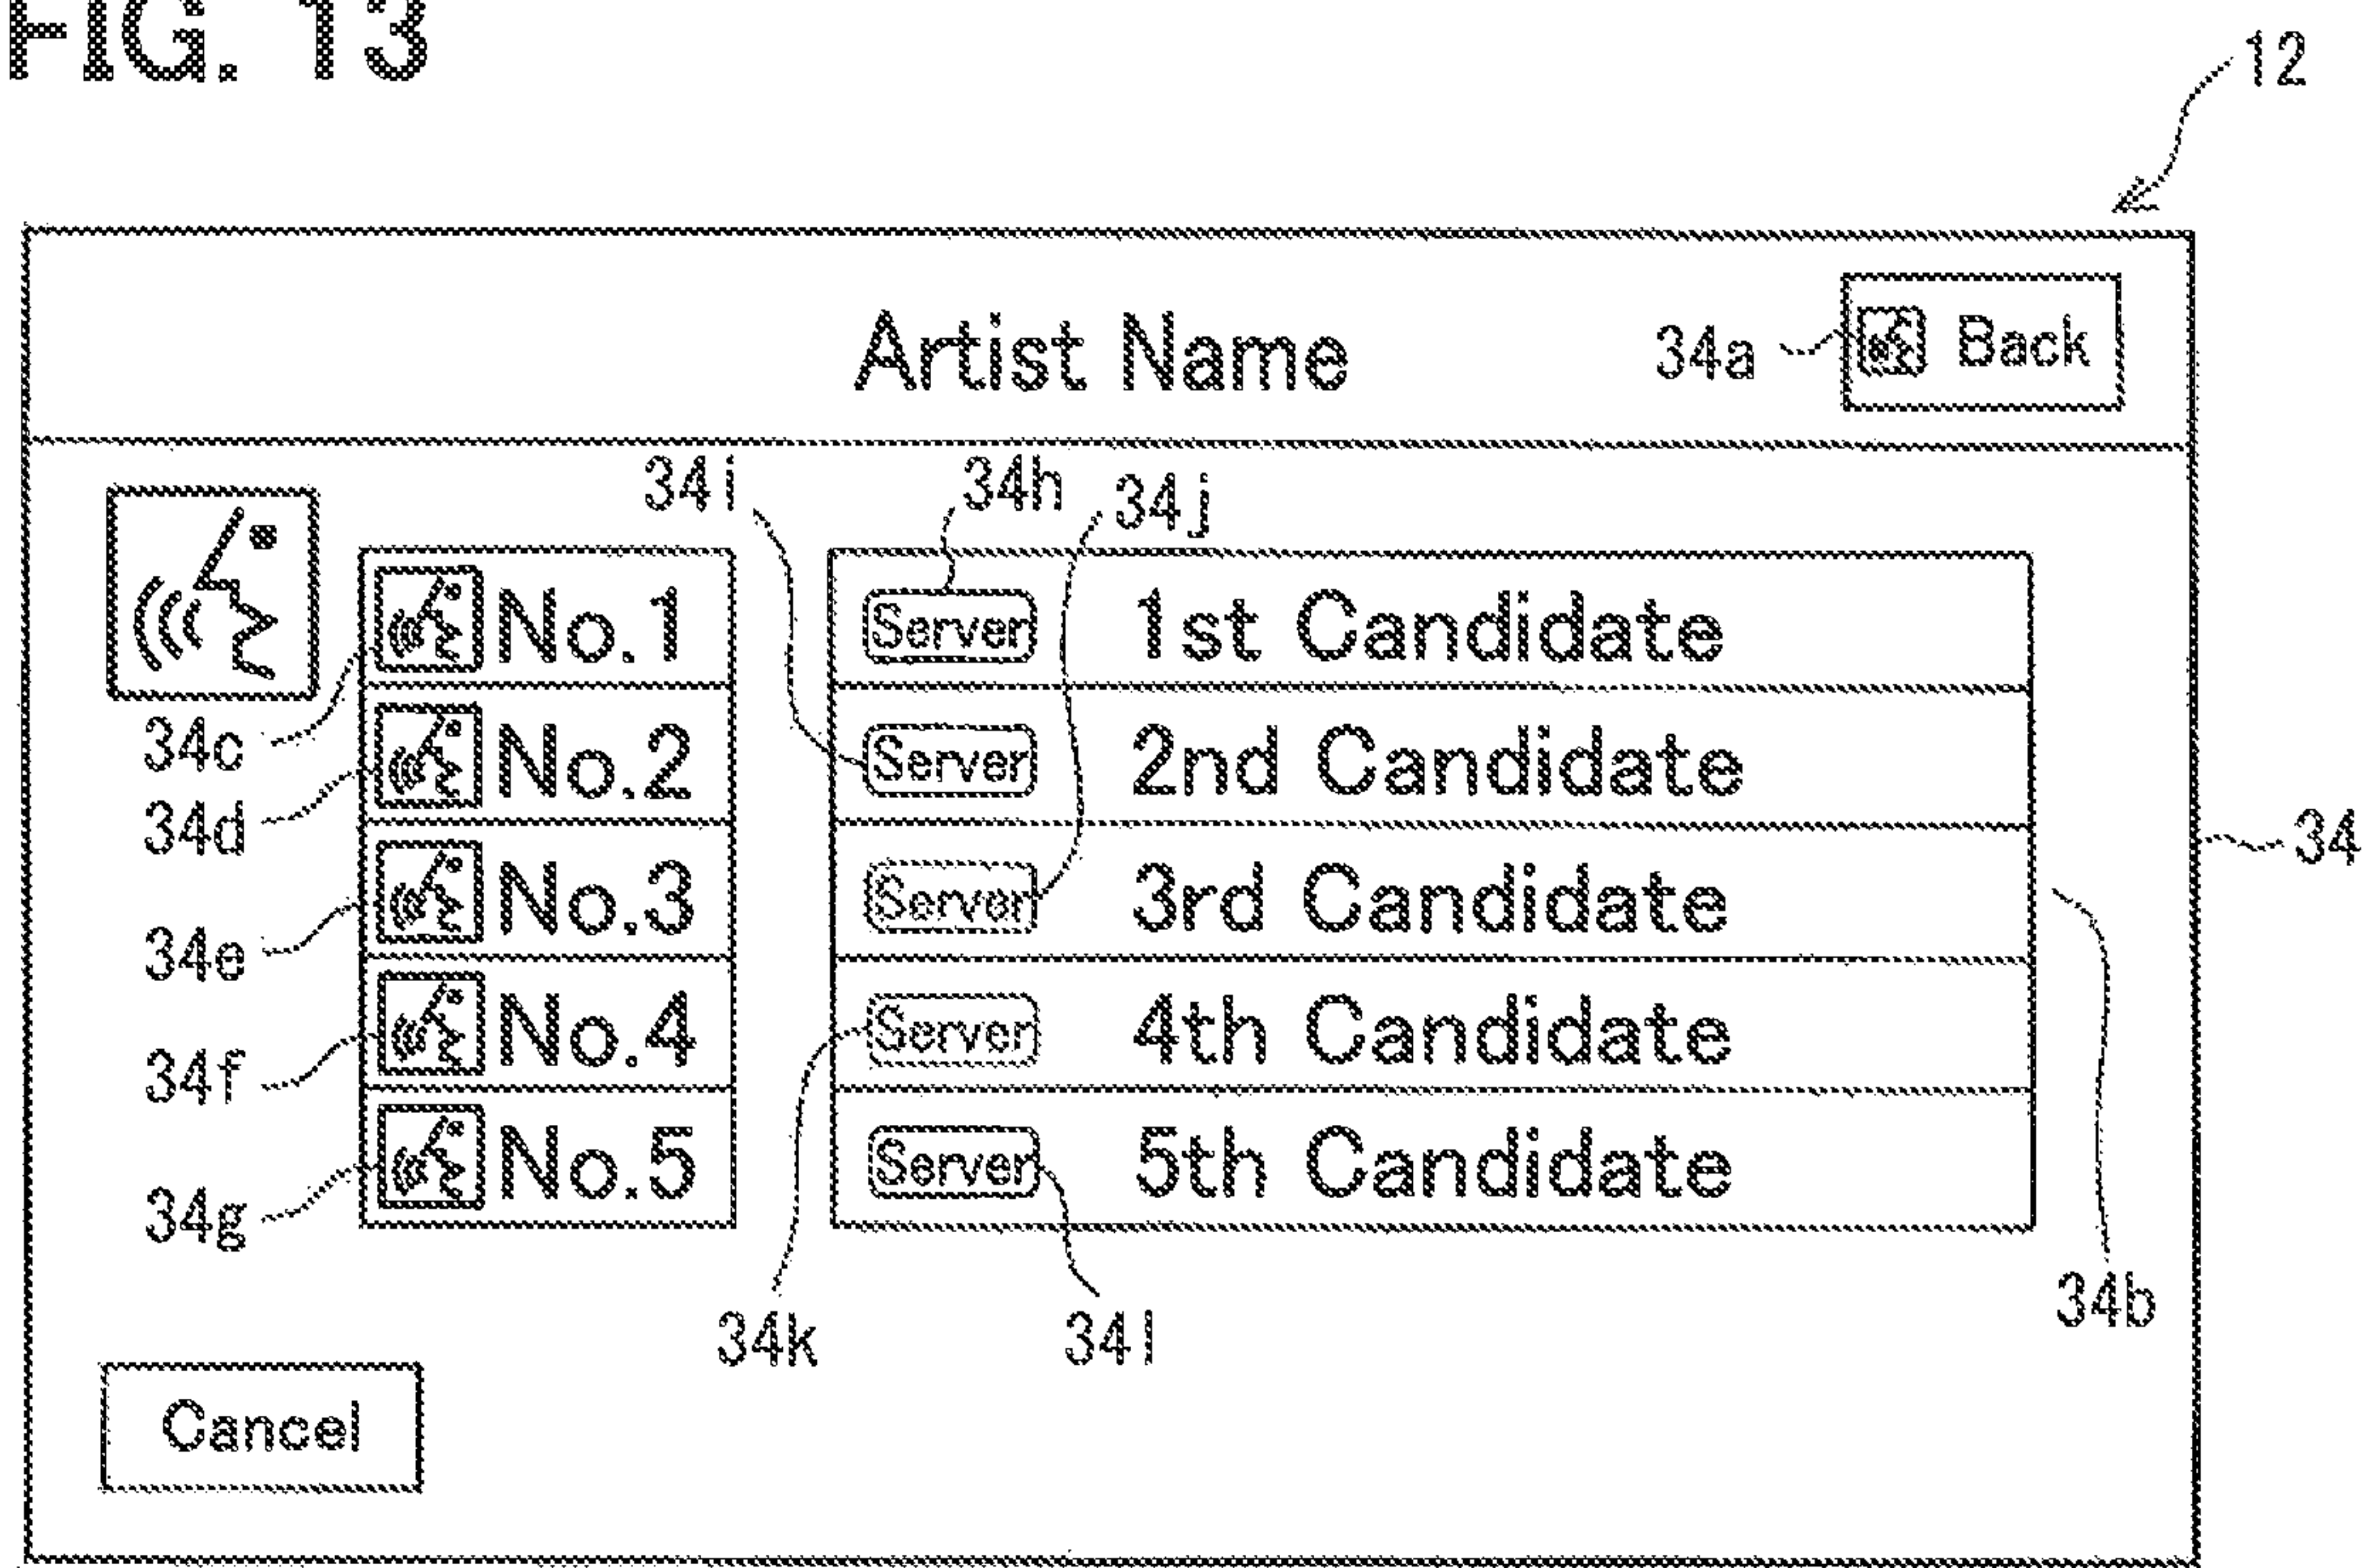 FIG. 13
12
Artist Name
34a
Back
34i
34h
34j
No.1
Server
1st Candidate
34c
No.2
Server
2nd Candidate
34d
34
No.3
Server
3rd Candidate
34e
No.4
Server
4th Candidate
34f
No.5
Server
5th Candidate
34g
34b
34k
34l
Cancel